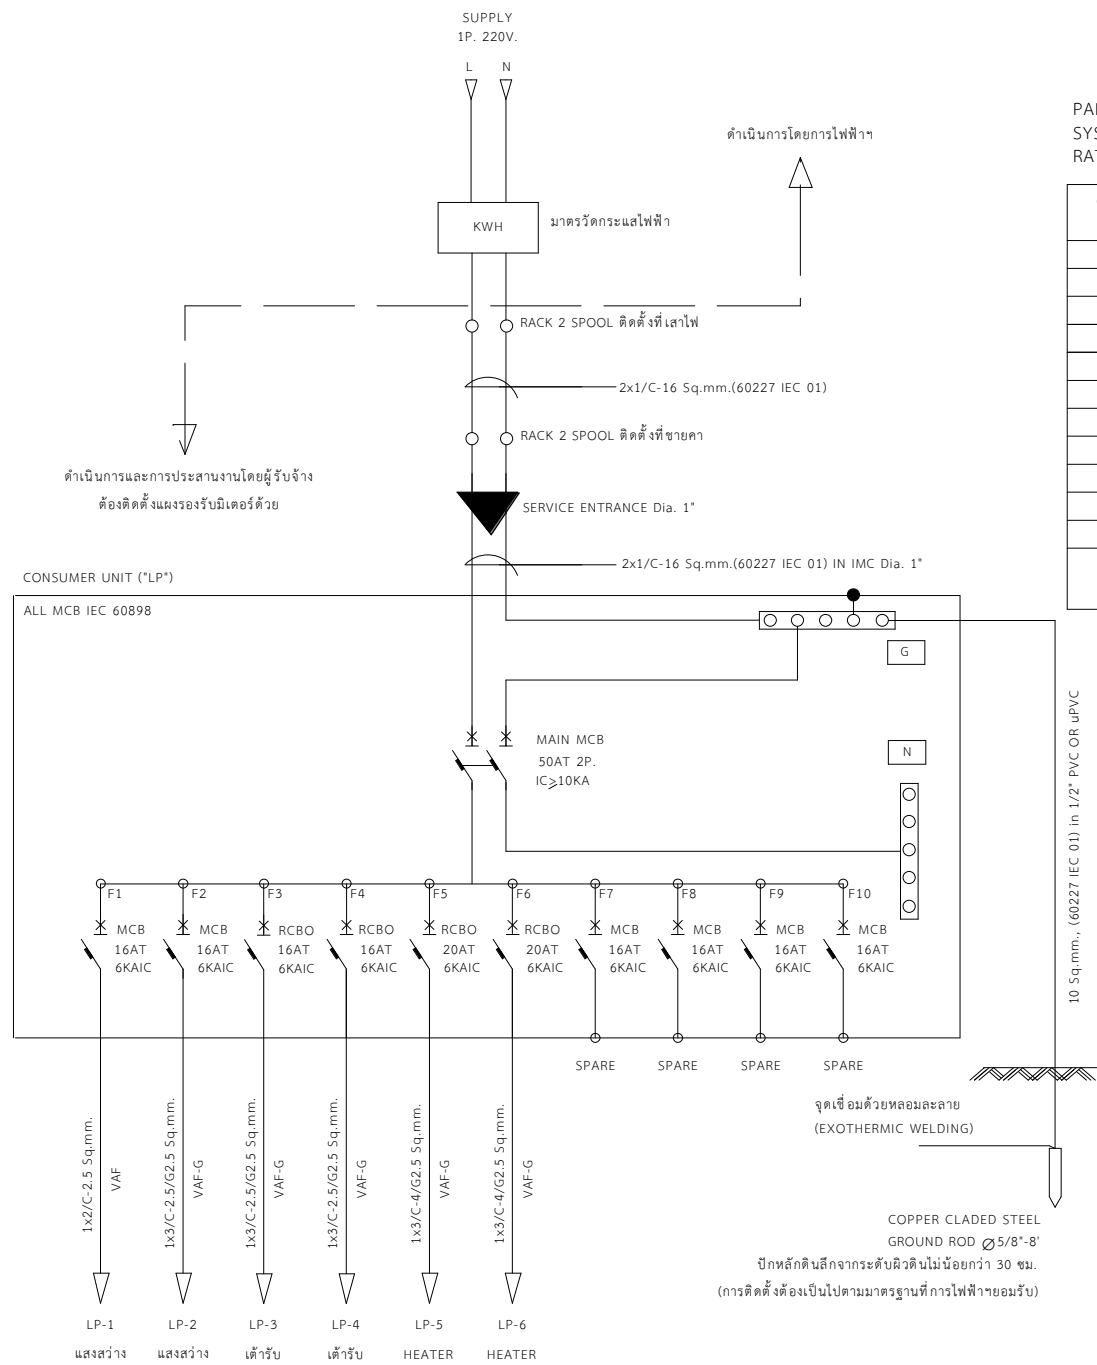 SUPPLY
1P. 220V.
L N
ดำเนินการโดยการไฟฟ้าฯ
KWH
มาตรวัดกระแสไฟฟ้า
RACK 2 SPOOL ติดตั้งที่เสาไฟ
2x1/C-16 Sq.mm.(60227 IEC 01)
RACK 2 SPOOL ติดตั้งที่ชายคา
ดำเนินการและการประสานงานโดยผู้รับจ้าง
ต้องติดตั้งแผงรองรับมิเตอร์ด้วย
SERVICE ENTRANCE Dia. 1"
2x1/C-16 Sq.mm.(60227 IEC 01) IN IMC Dia. 1"
CONSUMER UNIT ("LP")
ALL MCB IEC 60898
G
MAIN MCB
50AT 2P.
IC≥10KA
N
10 Sq.mm., (60227 IEC 01) in 1/2" PVC OR uPVC
F1 F2 F3 F4 F5 F6 F7 F8 F9 F10
MCB MCB RCBO RCBO RCBO RCBO MCB MCB MCB MCB
16AT 16AT 16AT 16AT 20AT 20AT 16AT 16AT 16AT 16AT
6KAIC 6KAIC 6KAIC 6KAIC 6KAIC 6KAIC 6KAIC 6KAIC 6KAIC 6KAIC
SPARE SPARE SPARE SPARE
1x2/C-2.5 Sq.mm.
VAF
1x3/C-2.5/G2.5 Sq.mm.
VAF-G
1x3/C-2.5/G2.5 Sq.mm.
VAF-G
1x3/C-2.5/G2.5 Sq.mm.
VAF-G
1x3/C-4/G2.5 Sq.mm.
VAF-G
1x3/C-4/G2.5 Sq.mm.
VAF-G
จุดเชื่อมด้วยหลอมละลาย
(EXOTHERMIC WELDING)
COPPER CLADED STEEL
GROUND ROD ∅5/8"-8'
ปักหลักดินลึกจากระดับผิวดินไม่น้อยกว่า 30 ซม.
(การติดตั้งต้องเป็นไปตามมาตรฐานที่การไฟฟ้าฯยอมรับ)
LP-1 LP-2 LP-3 LP-4 LP-5 LP-6
แสงสว่าง แสงสว่าง เต้ารับ เต้ารับ HEATER HEATER